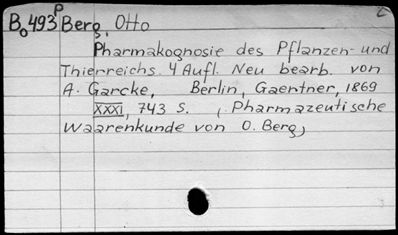 B₀493 P Berg, Otto C
Pharmakognosie des Pflanzen- und
Thierreichs. 4 Aufl. Neu bearb. von
A. Garcke, Berlin, Gaertner, 1869
XXXI, 743 S. (Pharmazeutische
Waarenkunde von O. Berg)